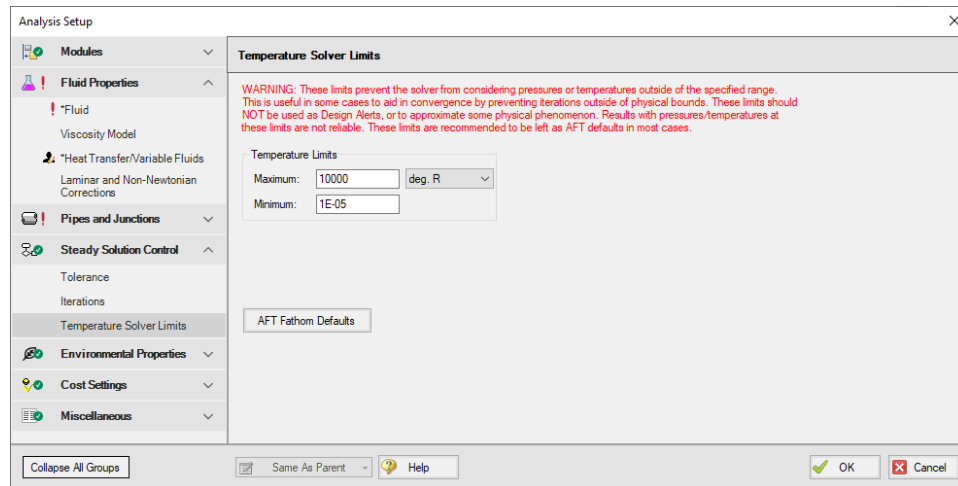 Analysis Setup
Modules
Fluid Properties
*Fluid
Viscosity Model
*Heat Transfer/Variable Fluids
Laminar and Non-Newtonian
Corrections
Pipes and Junctions
Steady Solution Control
Tolerance
Iterations
Temperature Solver Limits
Environmental Properties
Cost Settings
Miscellaneous
Temperature Solver Limits
WARNING: These limits prevent the solver from considering pressures or temperatures outside of the specified range.
This is useful in some cases to aid in convergence by preventing iterations outside of physical bounds. These limits should
NOT be used as Design Alerts, or to approximate some physical phenomenon. Results with pressures/temperatures at
these limits are not reliable. These limits are recommended to be left as AFT defaults in most cases.
Temperature Limits
Maximum: 10000 deg. R
Minimum: 1E-05
AFT Fathom Defaults
Collapse All Groups
Same As Parent
Help
OK
Cancel